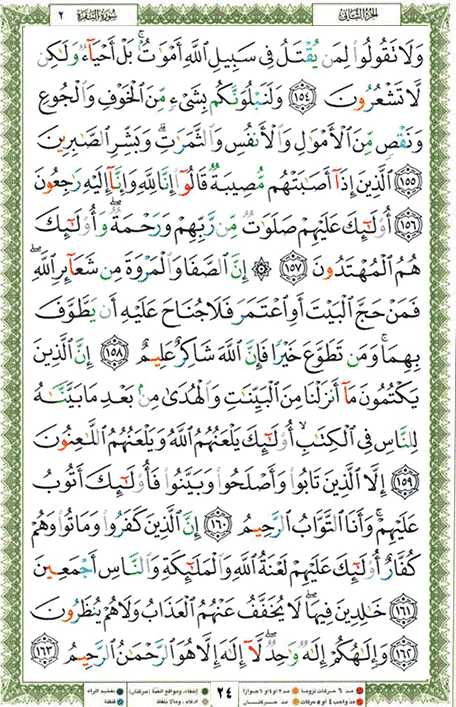 الجزء الثاني
سورة البقرة ٢
وَلَا تَقُولُوا۟ لِمَن يُقْتَلُ فِى سَبِيلِ ٱللَّهِ أَمْوَٰتٌۢ ۚ بَلْ أَحْيَآءٌ وَلَٰكِن
لَّا تَشْعُرُونَ ١٥٤ وَلَنَبْلُوَنَّكُم بِشَىْءٍ مِّنَ ٱلْخَوْفِ وَٱلْجُوعِ
وَنَقْصٍ مِّنَ ٱلْأَمْوَٰلِ وَٱلْأَنفُسِ وَٱلثَّمَرَٰتِ ۗ وَبَشِّرِ ٱلصَّٰبِرِينَ
١٥٥ ٱلَّذِينَ إِذَآ أَصَٰبَتْهُم مُّصِيبَةٌ قَالُوٓا۟ إِنَّا لِلَّهِ وَإِنَّآ إِلَيْهِ رَٰجِعُونَ
١٥٦ أُو۟لَٰٓئِكَ عَلَيْهِمْ صَلَوَٰتٌ مِّن رَّبِّهِمْ وَرَحْمَةٌ ۖ وَأُو۟لَٰٓئِكَ
هُمُ ٱلْمُهْتَدُونَ ١٥٧ ۞ إِنَّ ٱلصَّفَا وَٱلْمَرْوَةَ مِن شَعَآئِرِ ٱللَّهِ ۖ
فَمَنْ حَجَّ ٱلْبَيْتَ أَوِ ٱعْتَمَرَ فَلَا جُنَاحَ عَلَيْهِ أَن يَطَّوَّفَ
بِهِمَا ۚ وَمَن تَطَوَّعَ خَيْرًا فَإِنَّ ٱللَّهَ شَاكِرٌ عَلِيمٌ ١٥٨ إِنَّ ٱلَّذِينَ
يَكْتُمُونَ مَآ أَنزَلْنَا مِنَ ٱلْبَيِّنَٰتِ وَٱلْهُدَىٰ مِنۢ بَعْدِ مَا بَيَّنَّٰهُ
لِلنَّاسِ فِى ٱلْكِتَٰبِ ۙ أُو۟لَٰٓئِكَ يَلْعَنُهُمُ ٱللَّهُ وَيَلْعَنُهُمُ ٱللَّٰعِنُونَ
١٥٩ إِلَّا ٱلَّذِينَ تَابُوا۟ وَأَصْلَحُوا۟ وَبَيَّنُوا۟ فَأُو۟لَٰٓئِكَ أَتُوبُ
عَلَيْهِمْ ۚ وَأَنَا ٱلتَّوَّابُ ٱلرَّحِيمُ ١٦٠ إِنَّ ٱلَّذِينَ كَفَرُوا۟ وَمَاتُوا۟ وَهُمْ
كُفَّارٌ أُو۟لَٰٓئِكَ عَلَيْهِمْ لَعْنَةُ ٱللَّهِ وَٱلْمَلَٰٓئِكَةِ وَٱلنَّاسِ أَجْمَعِينَ
١٦١ خَٰلِدِينَ فِيهَا ۖ لَا يُخَفَّفُ عَنْهُمُ ٱلْعَذَابُ وَلَا هُمْ يُنظَرُونَ
١٦٢ وَإِلَٰهُكُمْ إِلَٰهٌ وَٰحِدٌ ۖ لَّآ إِلَٰهَ إِلَّا هُوَ ٱلرَّحْمَٰنُ ٱلرَّحِيمُ ١٦٣
مد ٦ حركات لزوماً مد ٢ أو ٤ أو ٦ جوازاً
مد واجب ٤ أو ٥ حركات مد حركتان
٢٤
إخفاء، ومواقع الغنة (حركتان) تفخيم الراء
إدغام، وما لا يلفظ قلقلة